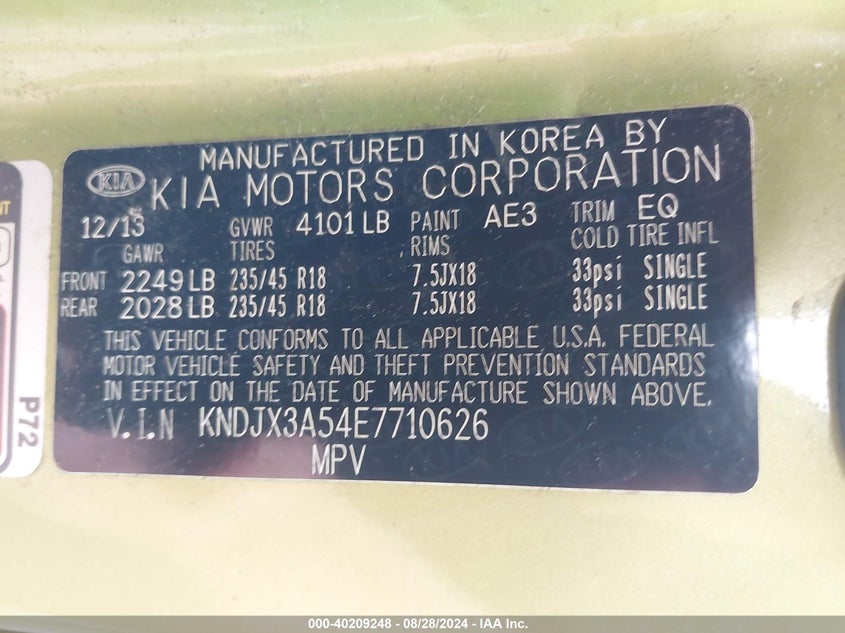 MANUFACTURED IN KOREA BY
KIA KIA MOTORS CORPORATION
12/13 GVWR 4101 LB PAINT AE3 TRIM EQ
GAWR TIRES RIMS COLD TIRE INFL
FRONT 2249 LB 235/45 R18 7.5JX18 33psi SINGLE
REAR 2028 LB 235/45 R18 7.5JX18 33psi SINGLE
THIS VEHICLE CONFORMS TO ALL APPLICABLE U.S.A. FEDERAL
MOTOR VEHICLE SAFETY AND THEFT PREVENTION STANDARDS
IN EFFECT ON THE DATE OF MANUFACTURE SHOWN ABOVE.
V.I.N KNDJX3A54E7710626
MPV
P72
000-40209248 - 08/28/2024 - IAA Inc.